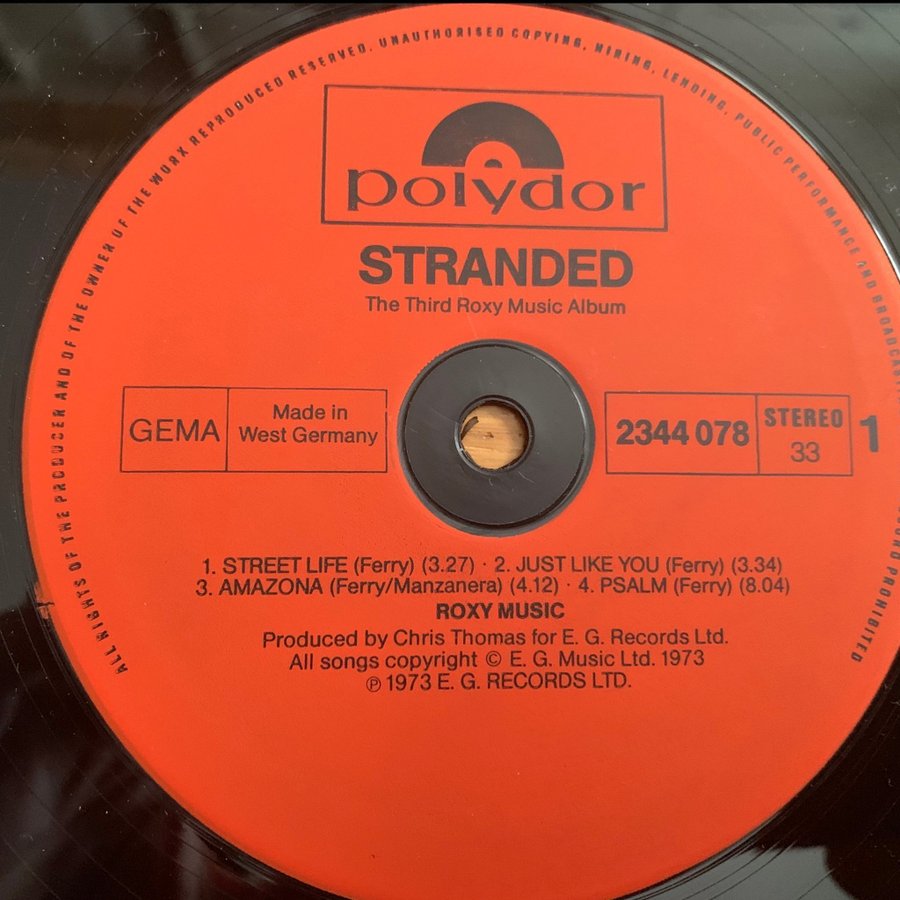 ALL RIGHTS OF THE PRODUCER AND OF THE OWNER OF THE WORK REPRODUCED RESERVED. UNAUTHORISED COPYING, HIRING, LENDING, PUBLIC PERFORMANCE AND BROADCASTING
PROHIBITED
polydor
STRANDED
The Third Roxy Music Album
GEMA
Made in
West Germany
2344 078
STEREO
33
1
1. STREET LIFE (Ferry) (3.27) · 2. JUST LIKE YOU (Ferry) (3.34)
3. AMAZONA (Ferry/Manzanera) (4.12) · 4. PSALM (Ferry) (8.04)
ROXY MUSIC
Produced by Chris Thomas for E. G. Records Ltd.
All songs copyright © E. G. Music Ltd. 1973
℗ 1973 E. G. RECORDS LTD.